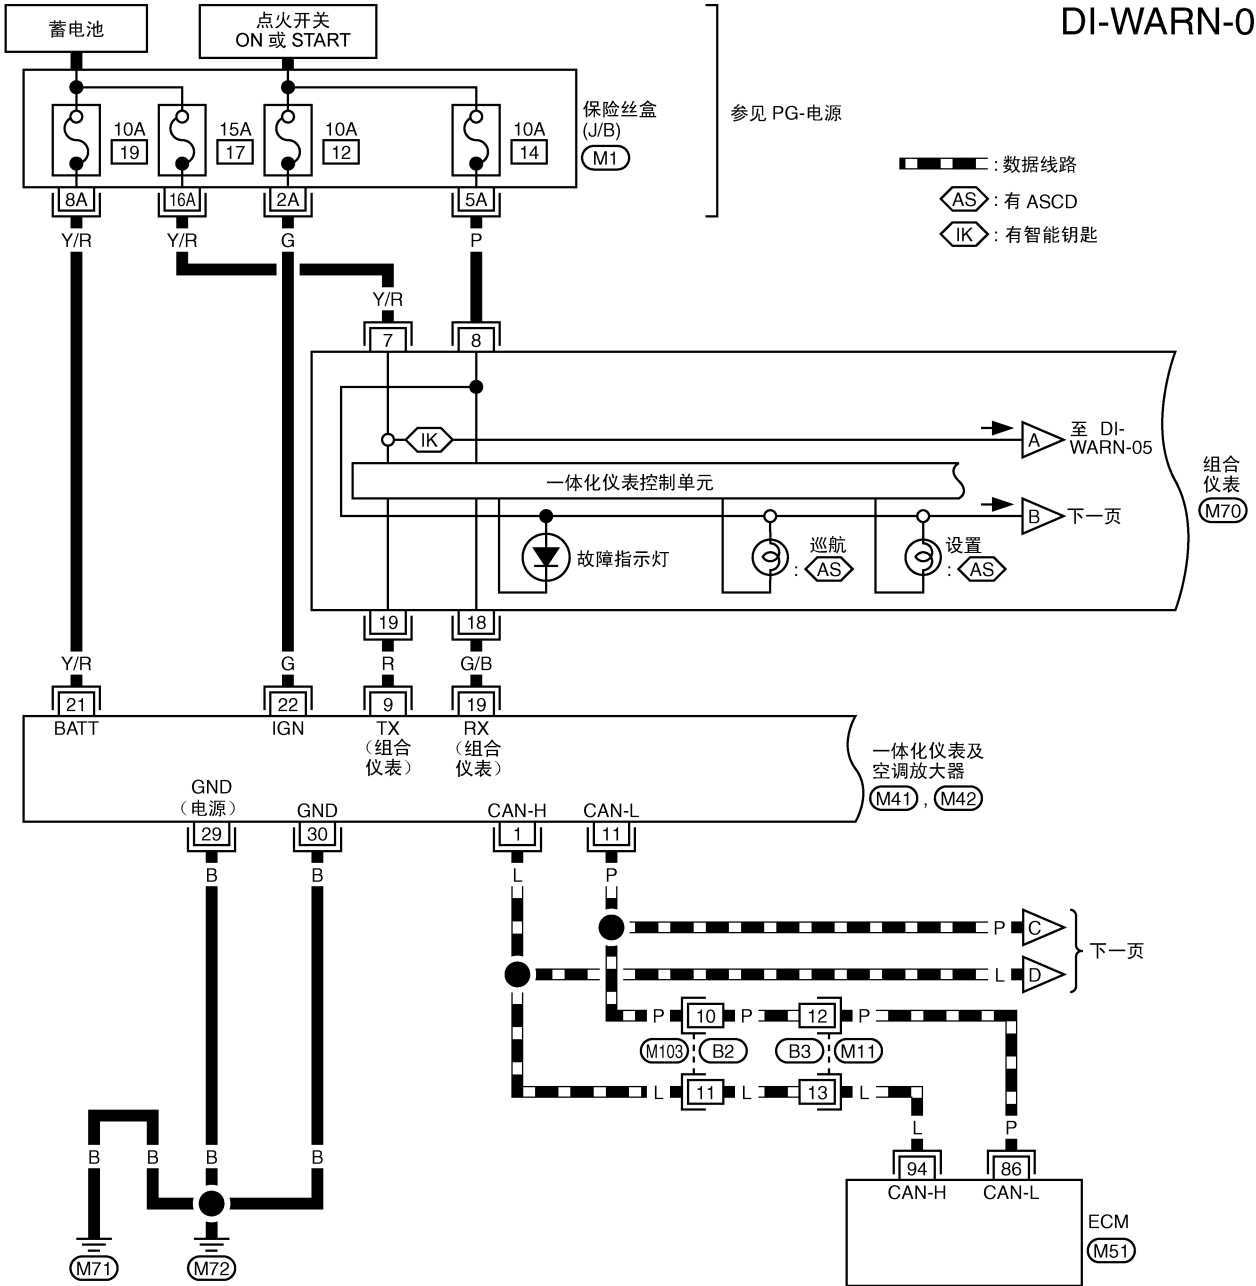 DI-WARN-0
蓄电池
点火开关
ON 或 START
10A
19
15A
17
10A
12
10A
14
保险丝盒
(J/B)
M1
参见 PG-电源
: 数据线路
AS : 有 ASCD
IK : 有智能钥匙
8A
16A
2A
5A
Y/R
Y/R
G
P
Y/R
7
8
IK
A
至 DI-
WARN-05
一体化仪表控制单元
B
下一页
组合
仪表
M70
故障指示灯
巡航
: AS
设置
: AS
19
18
Y/R
G
R
G/B
21
22
9
19
BATT
IGN
TX
(组合
仪表)
RX
(组合
仪表)
一体化仪表及
空调放大器
M41 , M42
GND
(电源)
GND
CAN-H
CAN-L
29
30
1
11
B
B
L
P
P
C
L
D
下一页
P
10
P
12
P
M103
B2
B3
M11
L
11
L
13
L
B
B
B
B
L
P
94
86
CAN-H
CAN-L
ECM
M51
M71
M72